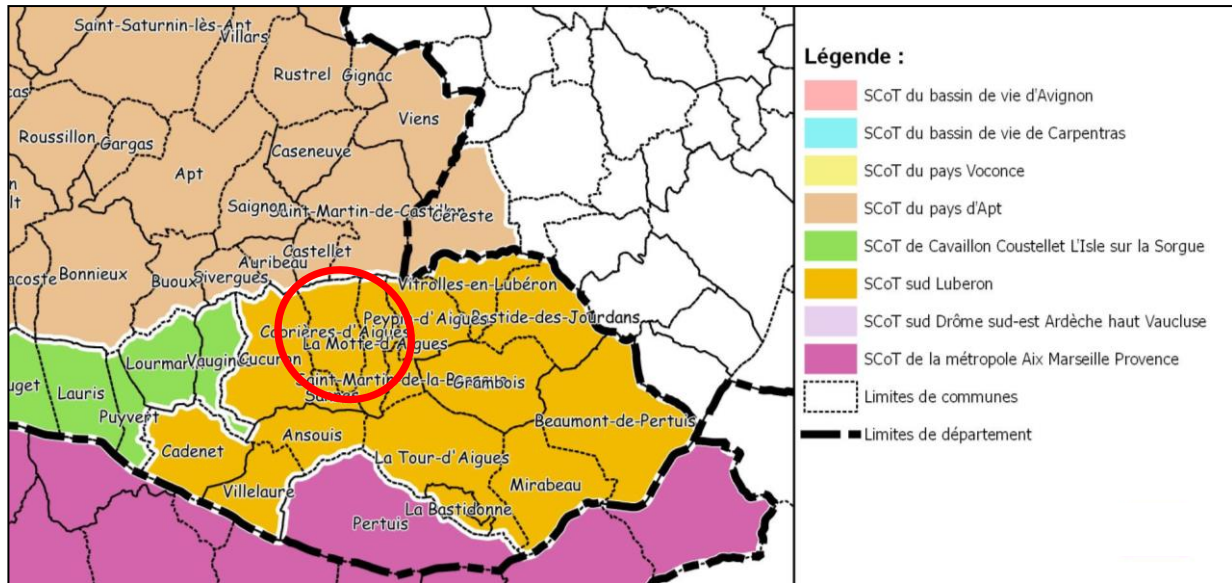 Saint-Saturnin-lès-Apt
Villars
Rustrel
Gignac
Viens
Roussillon
Gargas
Caseneuve
Apt
Saignon
Saint-Martin-de-Castillon
Céreste
Castellet
Auribeau
Bonnieux
Sivergues
Buoux
Vitrolles-en-Lubéron
Peypin-d'Aigues
Bastide-des-Jourdans
Cabrières-d'Aigues
La Motte-d'Aigues
Lourmarin
Vaugines
Cucuron
Saint-Martin-de-la-Brasque
Grambois
Lauris
Puyvert
Beaumont-de-Pertuis
Ansouis
Cadenet
La Tour-d'Aigues
Mirabeau
Villelaure
La Bastidonne
Pertuis
Légende :
SCoT du bassin de vie d'Avignon
SCoT du bassin de vie de Carpentras
SCoT du pays Voconce
SCoT du pays d'Apt
SCoT de Cavaillon Coustellet L'Isle sur la Sorgue
SCoT sud Luberon
SCoT sud Drôme sud-est Ardèche haut Vaucluse
SCoT de la métropole Aix Marseille Provence
Limites de communes
Limites de département